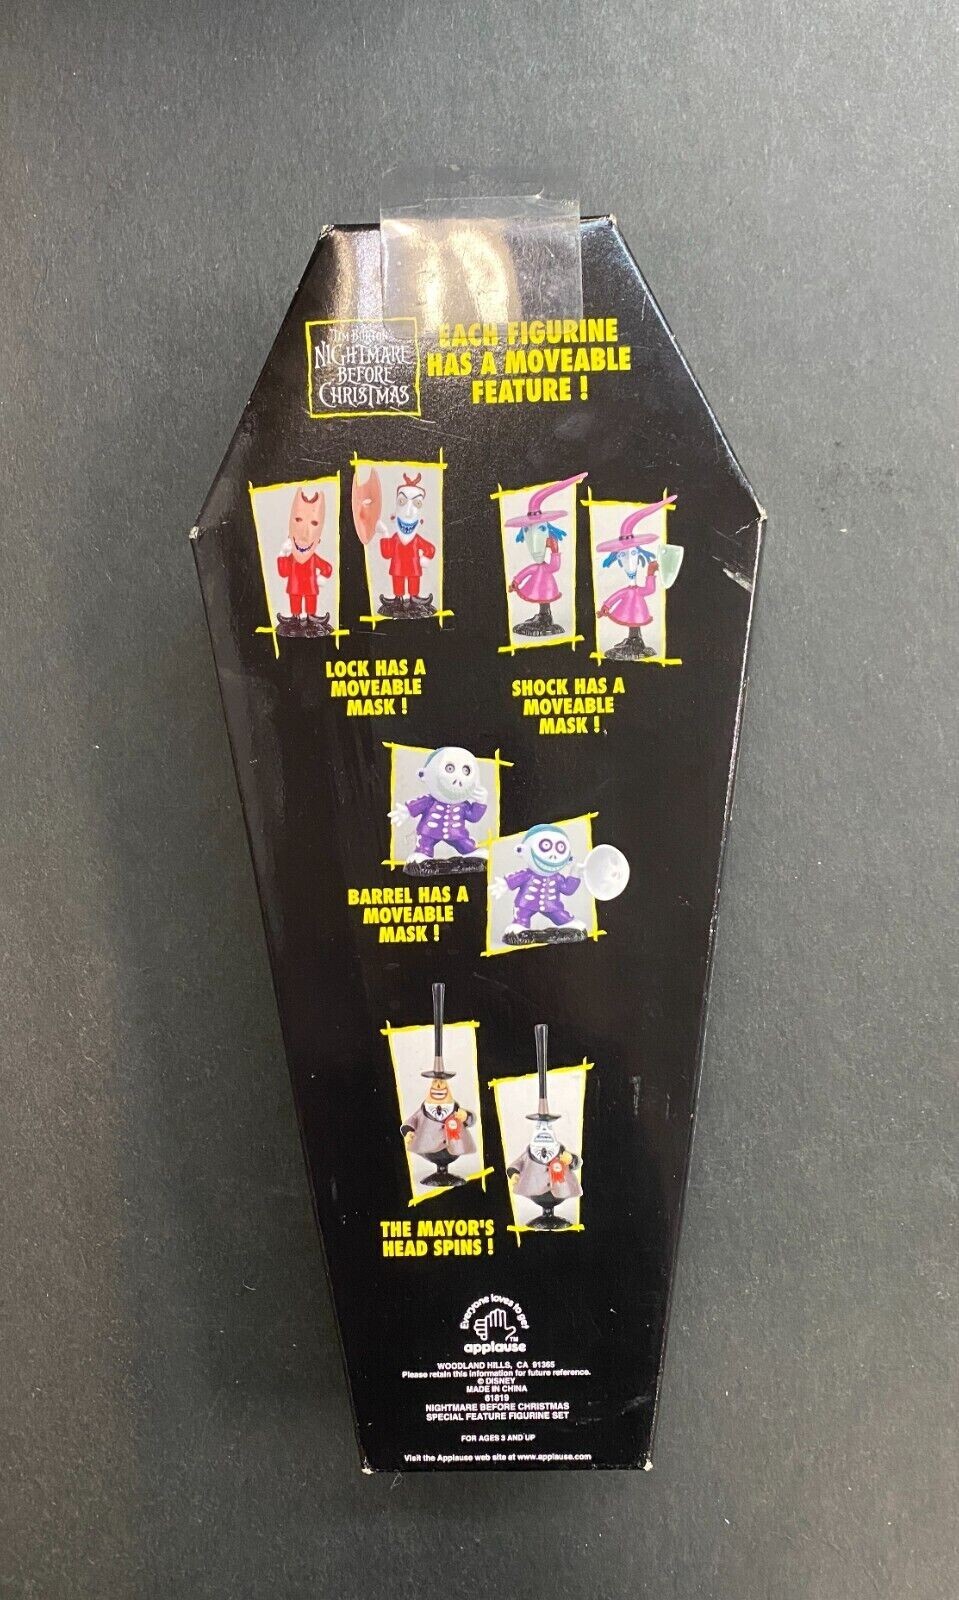 TIM BURTON'S
NIGHTMARE
BEFORE
CHRISTMAS
EACH FIGURINE
HAS A MOVEABLE
FEATURE !
LOCK HAS A
MOVEABLE
MASK !
SHOCK HAS A
MOVEABLE
MASK !
BARREL HAS A
MOVEABLE
MASK !
THE MAYOR'S
HEAD SPINS !
Everyone loves to get
applause TM
WOODLAND HILLS, CA 91365
Please retain this information for future reference.
© DISNEY
MADE IN CHINA
61819
NIGHTMARE BEFORE CHRISTMAS
SPECIAL FEATURE FIGURINE SET
FOR AGES 3 AND UP
Visit the Applause web site at www.applause.com